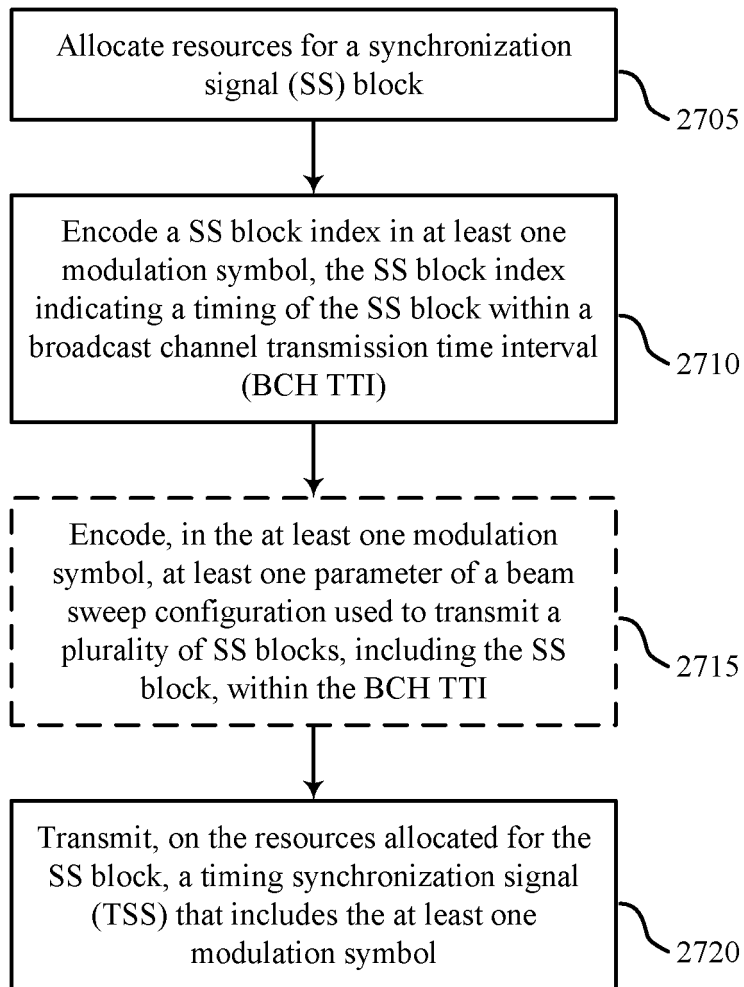 Allocate resources for a synchronization
signal (SS) block
2705
Encode a SS block index in at least one
modulation symbol, the SS block index
indicating a timing of the SS block within a
broadcast channel transmission time interval
(BCH TTI)
2710
Encode, in the at least one modulation
symbol, at least one parameter of a beam
sweep configuration used to transmit a
plurality of SS blocks, including the SS
block, within the BCH TTI
2715
Transmit, on the resources allocated for the
SS block, a timing synchronization signal
(TSS) that includes the at least one
modulation symbol
2720